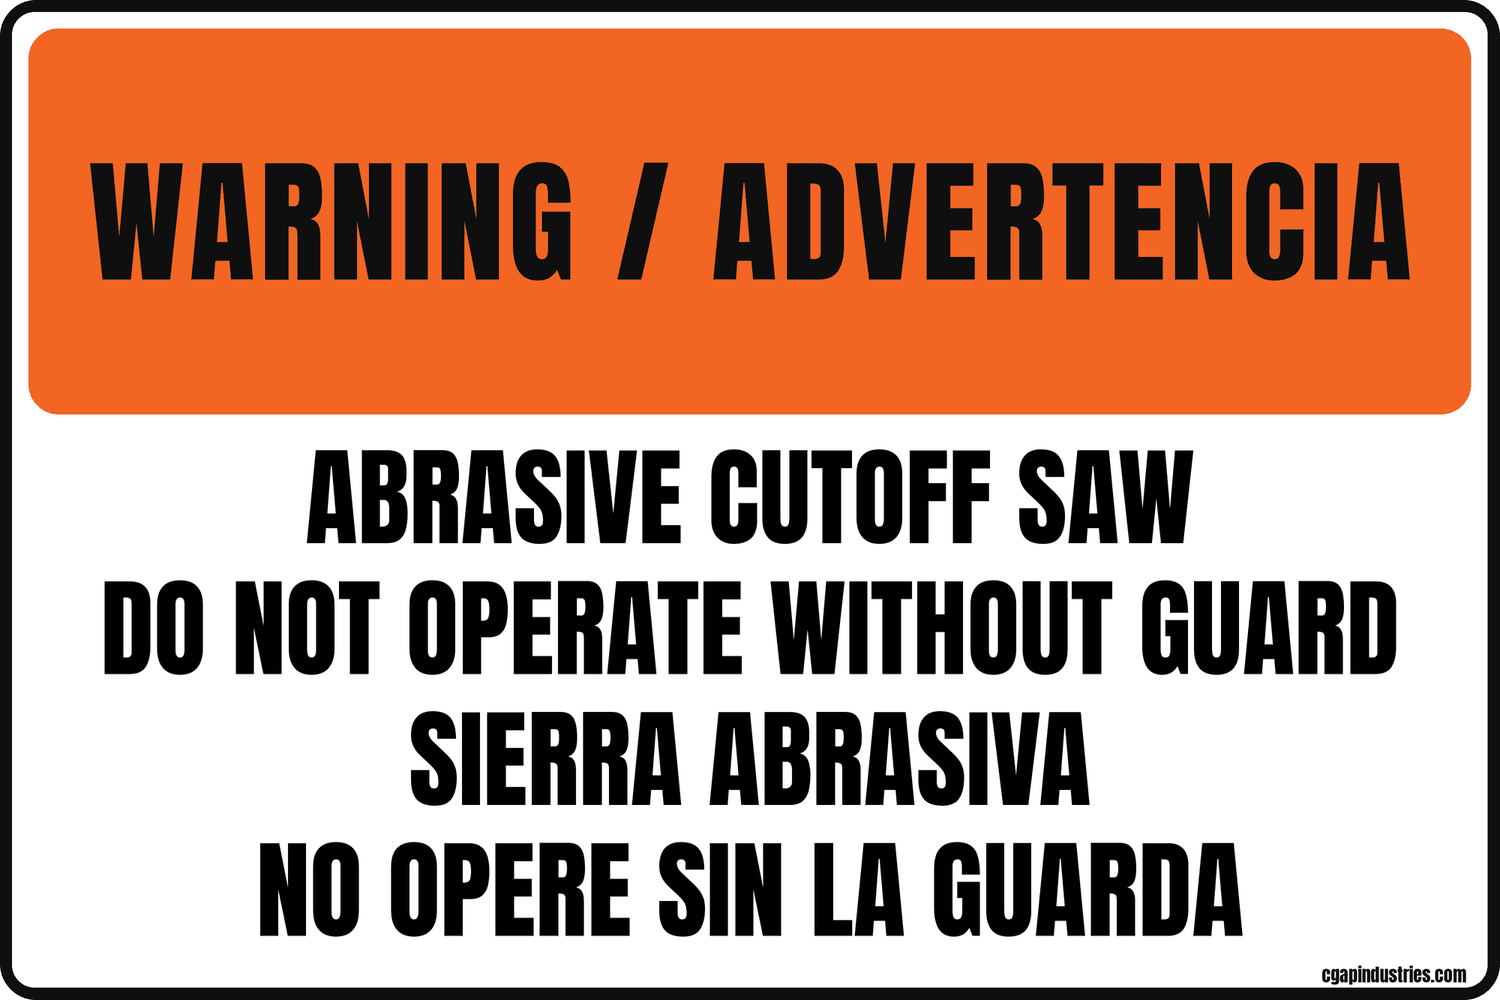 WARNING / ADVERTENCIA
ABRASIVE CUTOFF SAW
DO NOT OPERATE WITHOUT GUARD
SIERRA ABRASIVA
NO OPERE SIN LA GUARDA
cgapindustries.com